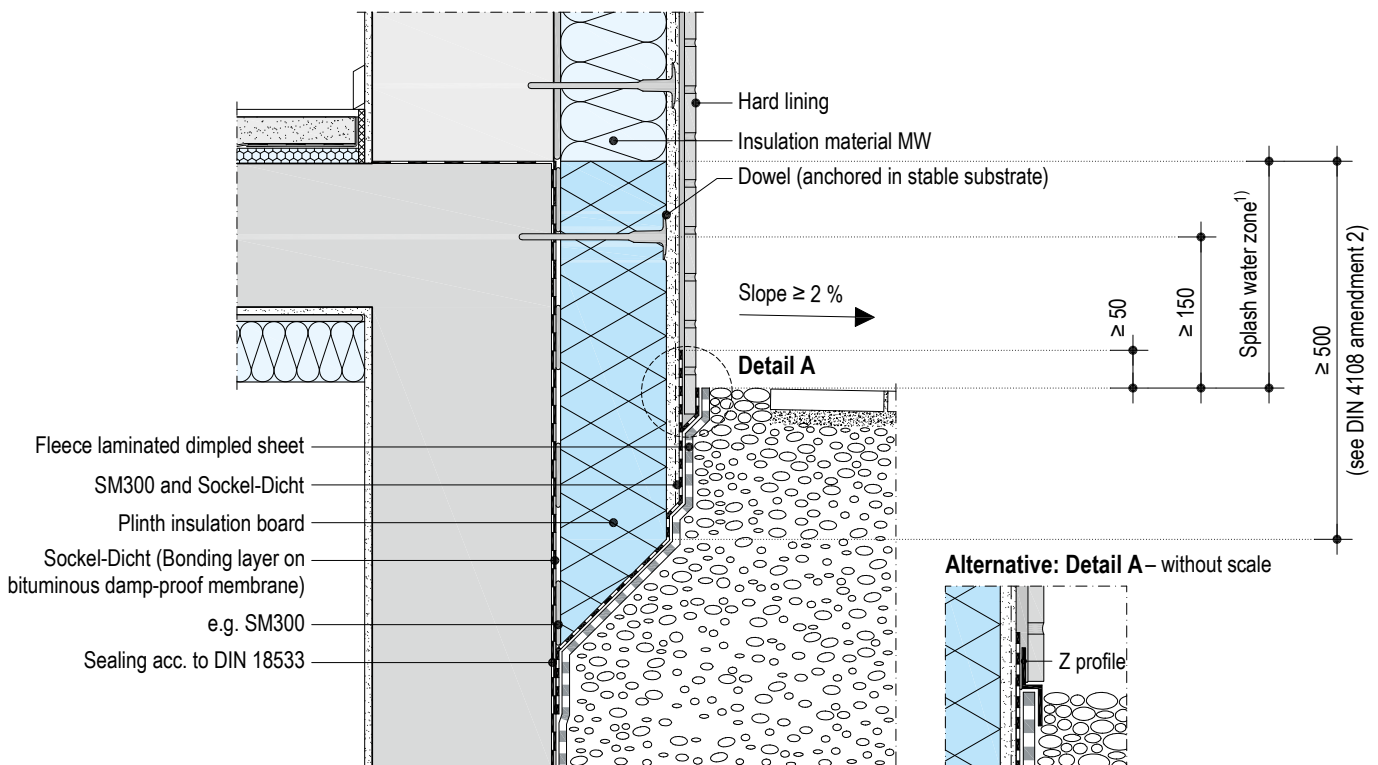 Hard lining
Insulation material MW
Dowel (anchored in stable substrate)
Slope ≥ 2 %
≥ 50
≥ 150
Splash water zone¹⁾
≥ 500
(see DIN 4108 amendment 2)
Detail A
Fleece laminated dimpled sheet
SM300 and Sockel-Dicht
Plinth insulation board
Sockel-Dicht (Bonding layer on
bituminous damp-proof membrane)
e.g. SM300
Sealing acc. to DIN 18533
Alternative: Detail A – without scale
Z profile